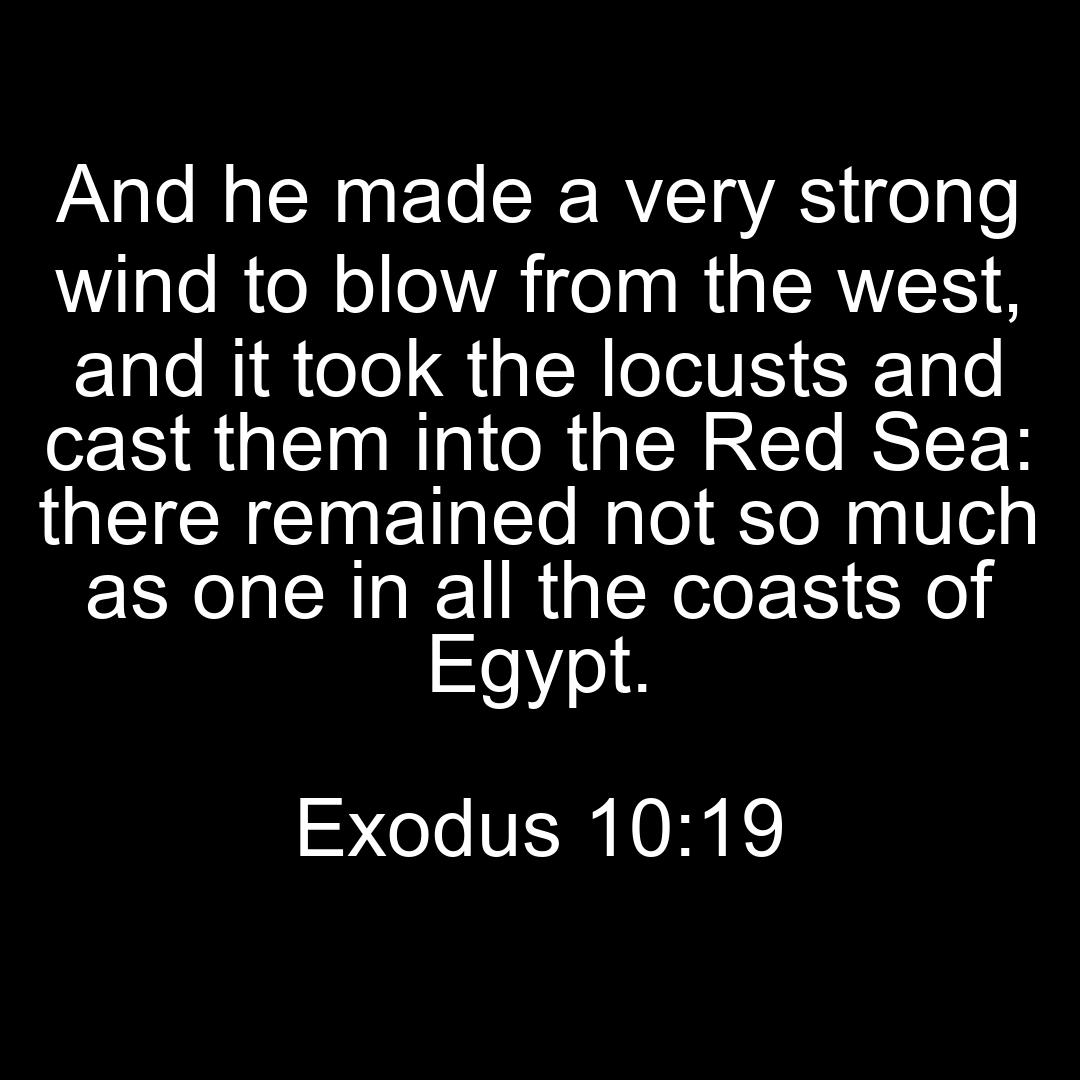 And he made a very strong
wind to blow from the west,
and it took the locusts and
cast them into the Red Sea:
there remained not so much
as one in all the coasts of
Egypt.
Exodus 10:19